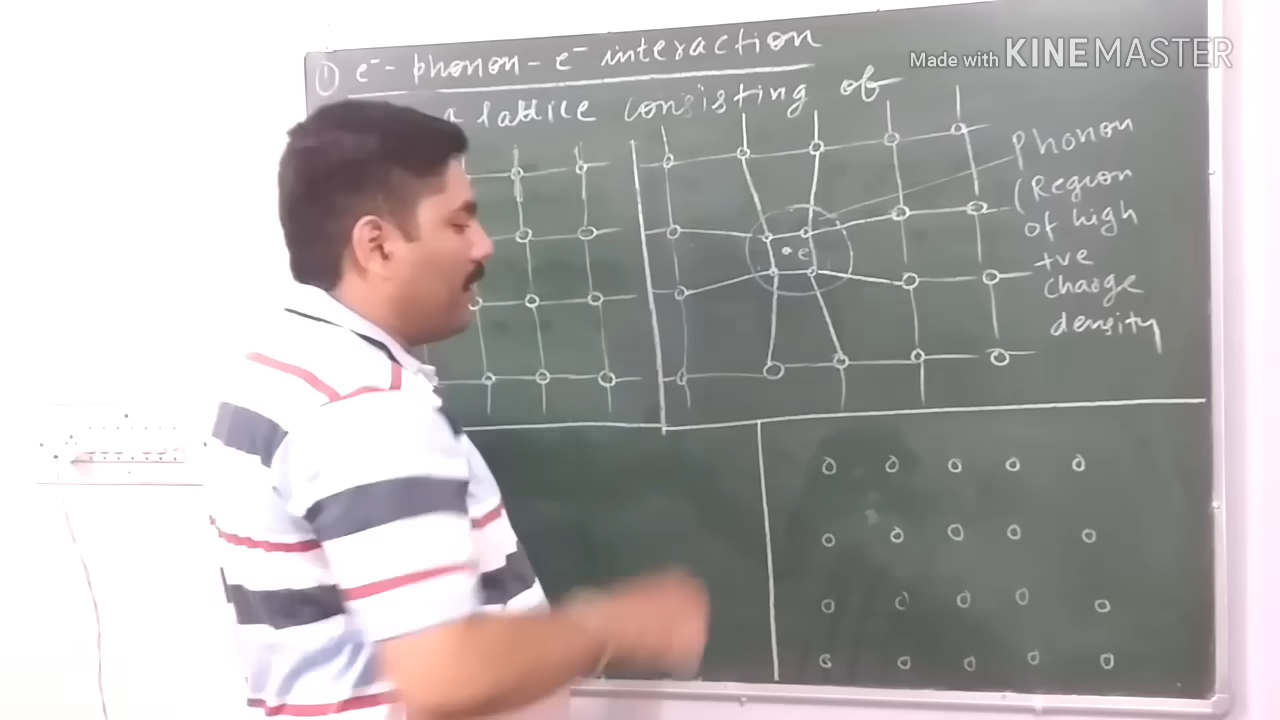 ① e⁻ - phonon - e⁻ interaction
a lattice consisting of
Phonon
(Region
of high
+ve
charge
density
e
Made with KINEMASTER